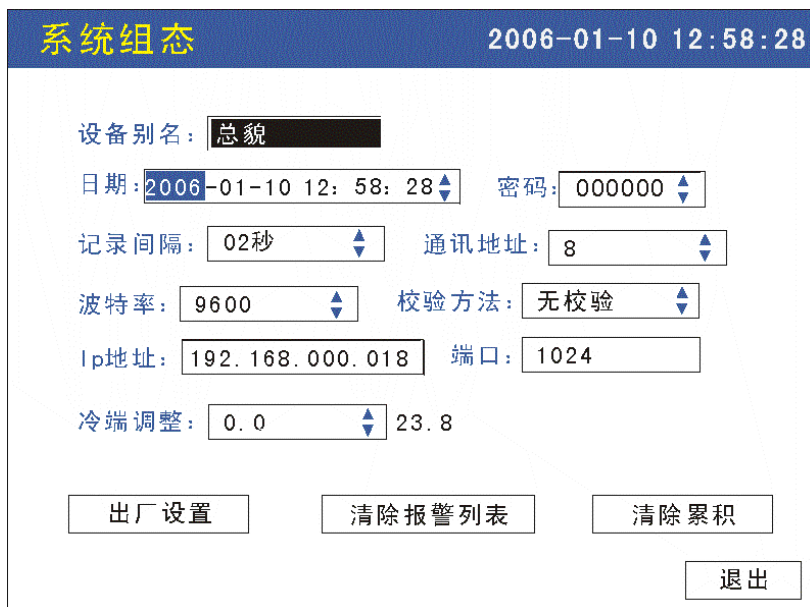 系统组态 2006-01-10 12:58:28
设备别名： 总貌
日期： 2006-01-10 12：58：28 密码： 000000
记录间隔： 02秒 通讯地址： 8
波特率： 9600 校验方法： 无校验
Ip地址： 192.168.000.018 端口： 1024
冷端调整： 0.0 23.8
出厂设置 清除报警列表 清除累积
退出